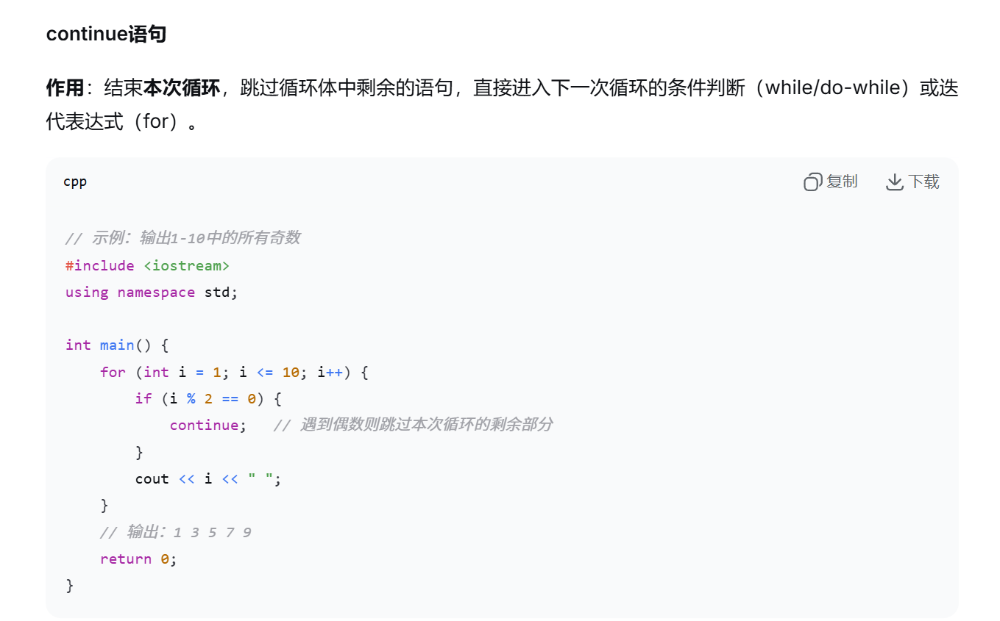 continue语句
作用：结束本次循环，跳过循环体中剩余的语句，直接进入下一次循环的条件判断（while/do-while）或迭
代表达式（for）。
cpp 复制 下载
// 示例：输出1-10中的所有奇数
#include <iostream>
using namespace std;

int main() {
    for (int i = 1; i <= 10; i++) {
        if (i % 2 == 0) {
            continue;   // 遇到偶数则跳过本次循环的剩余部分
        }
        cout << i << " ";
    }
    // 输出：1 3 5 7 9
    return 0;
}